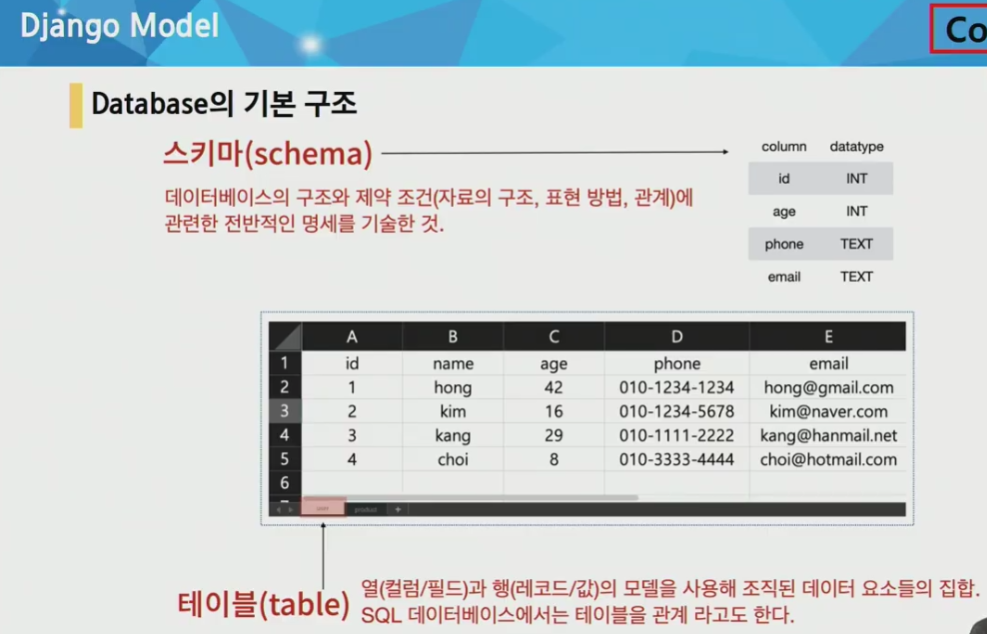 Django Model
Co
Database의 기본 구조
스키마(schema)
데이터베이스의 구조와 제약 조건(자료의 구조, 표현 방법, 관계)에
관련한 전반적인 명세를 기술한 것.
column datatype
id INT
age INT
phone TEXT
email TEXT
A B C D E
1 id name age phone email
2 1 hong 42 010-1234-1234 hong@gmail.com
3 2 kim 16 010-1234-5678 kim@naver.com
4 3 kang 29 010-1111-2222 kang@hanmail.net
5 4 choi 8 010-3333-4444 choi@hotmail.com
6
product +
테이블(table)
열(컬럼/필드)과 행(레코드/값)의 모델을 사용해 조직된 데이터 요소들의 집합.
SQL 데이터베이스에서는 테이블을 관계 라고도 한다.